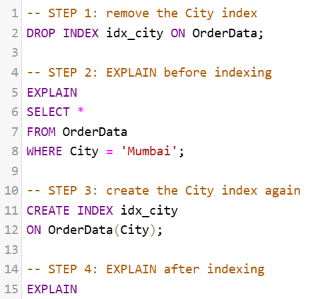 1 -- STEP 1: remove the City index
2 DROP INDEX idx_city ON OrderData;
3
4 -- STEP 2: EXPLAIN before indexing
5 EXPLAIN
6 SELECT *
7 FROM OrderData
8 WHERE City = 'Mumbai';
9
10 -- STEP 3: create the City index again
11 CREATE INDEX idx_city
12 ON OrderData(City);
13
14 -- STEP 4: EXPLAIN after indexing
15 EXPLAIN